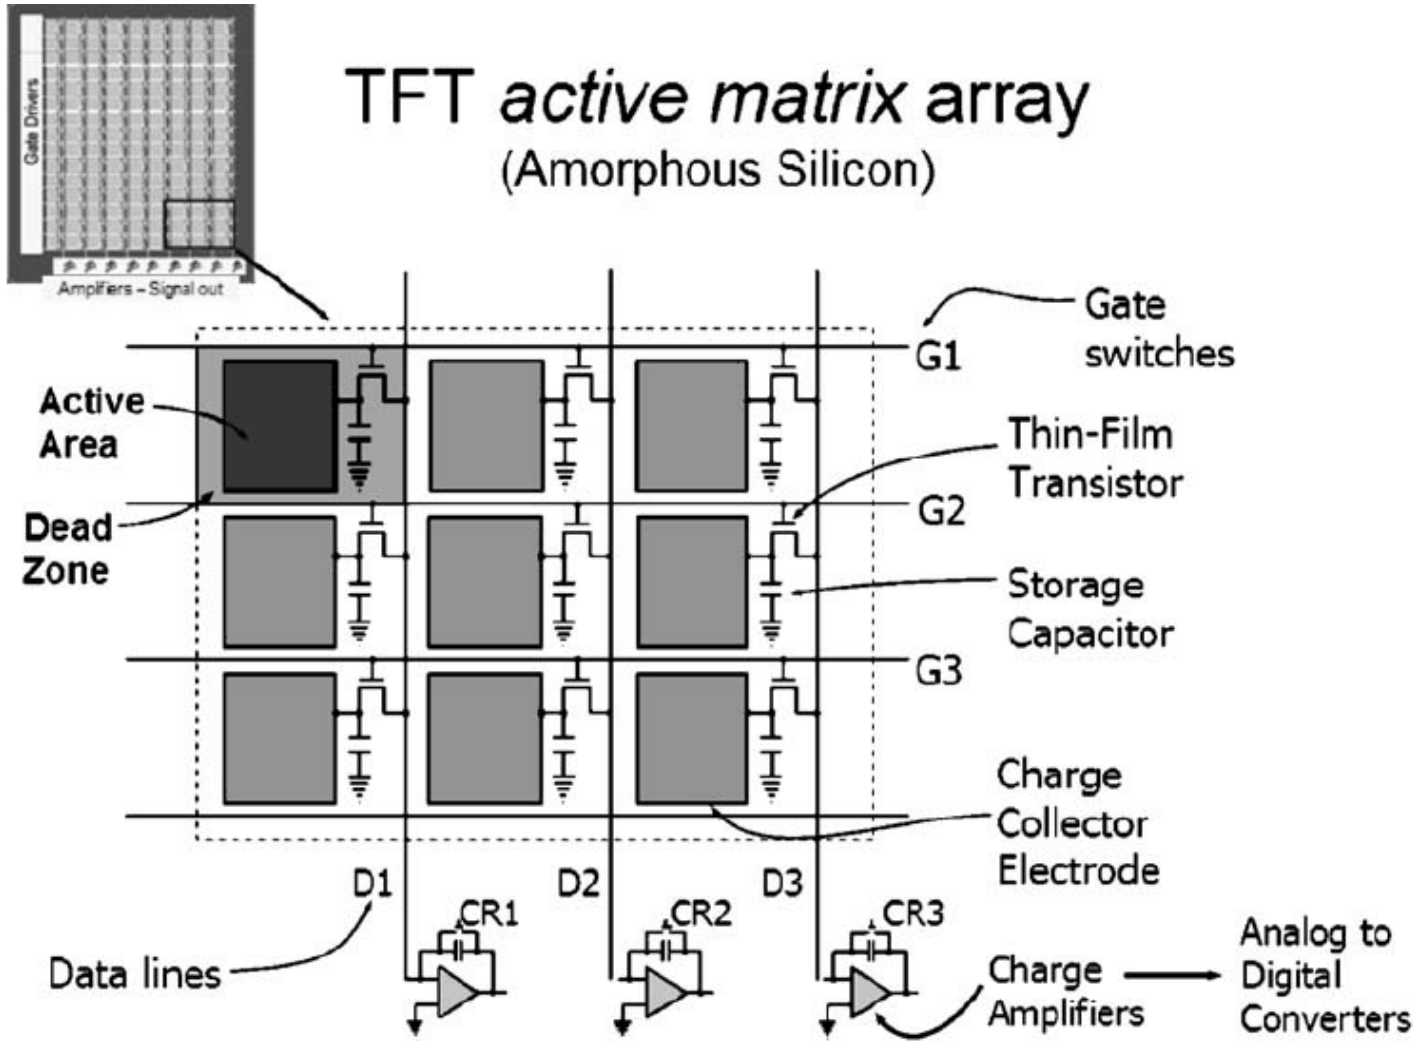 Gate Drivers
Amplifiers – Signal out
TFT active matrix array
(Amorphous Silicon)
Gate
switches
G1
Active
Area
Thin-Film
Transistor
G2
Dead
Zone
Storage
Capacitor
G3
Charge
Collector
Electrode
D1
D2
D3
CR1
CR2
CR3
Data lines
Charge
Amplifiers
Analog to
Digital
Converters